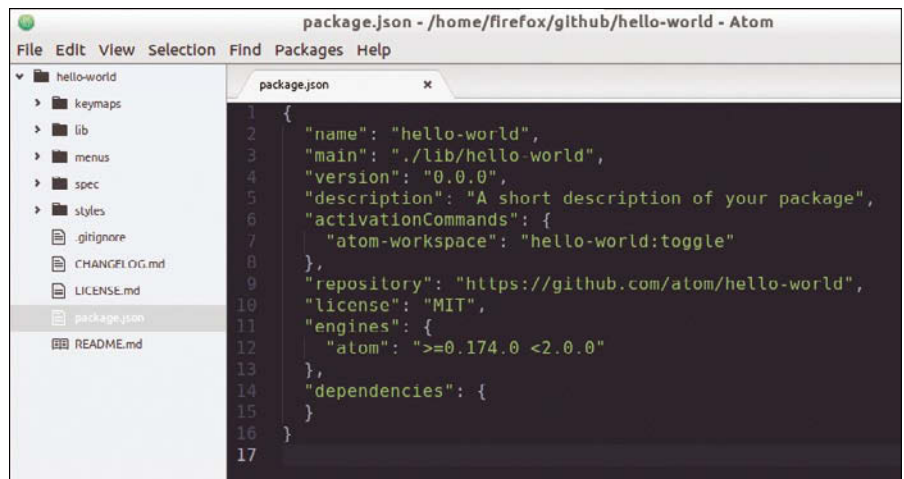 package.json - /home/firefox/github/hello-world - Atom
File Edit View Selection Find Packages Help
hello-world
keymaps
lib
menus
spec
styles
.gitignore
CHANGELOG.md
LICENSE.md
package.json
README.md
package.json ×
1 {
2 "name": "hello-world",
3 "main": "./lib/hello-world",
4 "version": "0.0.0",
5 "description": "A short description of your package",
6 "activationCommands": {
7 "atom-workspace": "hello-world:toggle"
8 },
9 "repository": "https://github.com/atom/hello-world",
10 "license": "MIT",
11 "engines": {
12 "atom": ">=0.174.0 <2.0.0"
13 },
14 "dependencies": {
15 }
16 }
17